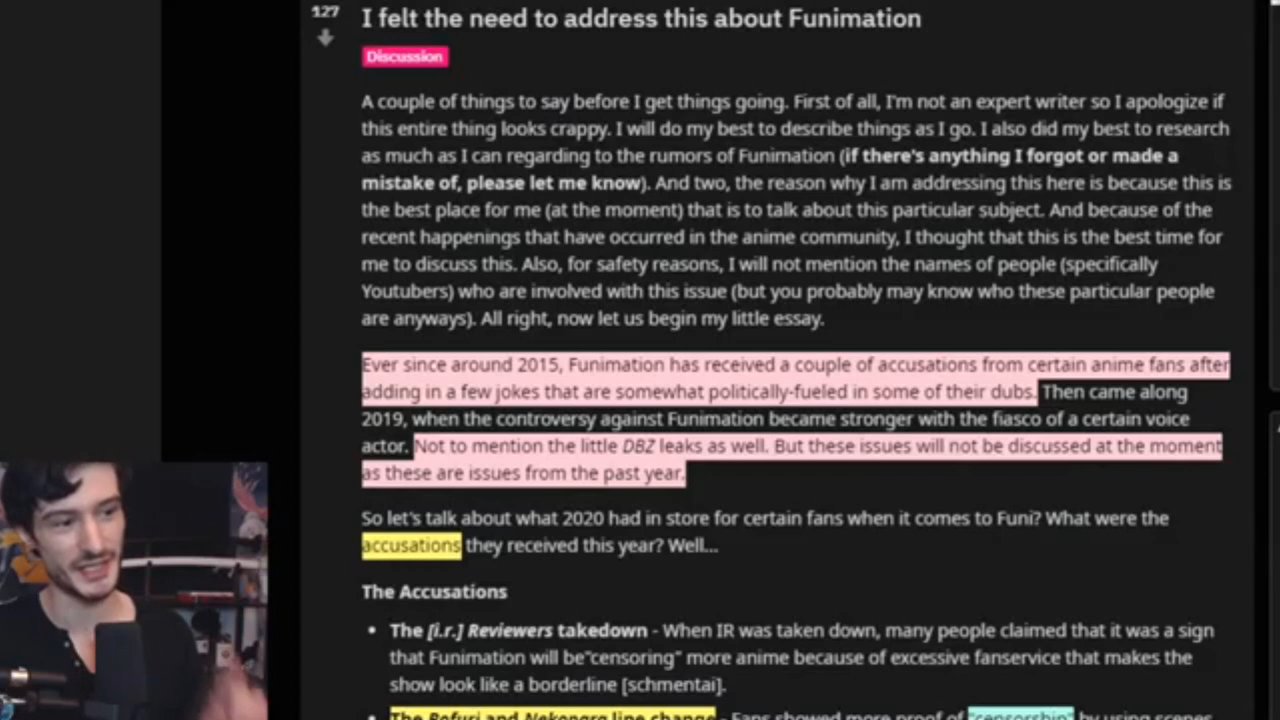 127
I felt the need to address this about Funimation
Discussion
A couple of things to say before I get things going. First of all, I'm not an expert writer so I apologize if
this entire thing looks crappy. I will do my best to describe things as I go. I also did my best to research
as much as I can regarding to the rumors of Funimation (if there's anything I forgot or made a
mistake of, please let me know). And two, the reason why I am addressing this here is because this is
the best place for me (at the moment) that is to talk about this particular subject. And because of the
recent happenings that have occurred in the anime community, I thought that this is the best time for
me to discuss this. Also, for safety reasons, I will not mention the names of people (specifically
Youtubers) who are involved with this issue (but you probably may know who these particular people
are anyways). All right, now let us begin my little essay.
Ever since around 2015, Funimation has received a couple of accusations from certain anime fans after
adding in a few jokes that are somewhat politically-fueled in some of their dubs. Then came along
2019, when the controversy against Funimation became stronger with the fiasco of a certain voice
actor. Not to mention the little DBZ leaks as well. But these issues will not be discussed at the moment
as these are issues from the past year.
So let's talk about what 2020 had in store for certain fans when it comes to Funi? What were the
accusations they received this year? Well...
The Accusations
• The [i.r.] Reviewers takedown - When IR was taken down, many people claimed that it was a sign
that Funimation will be"censoring" more anime because of excessive fanservice that makes the
show look like a borderline [schmentai].
• The Bofuri and Nekopara line change - Fans showed more proof of "censorship" by using scenes